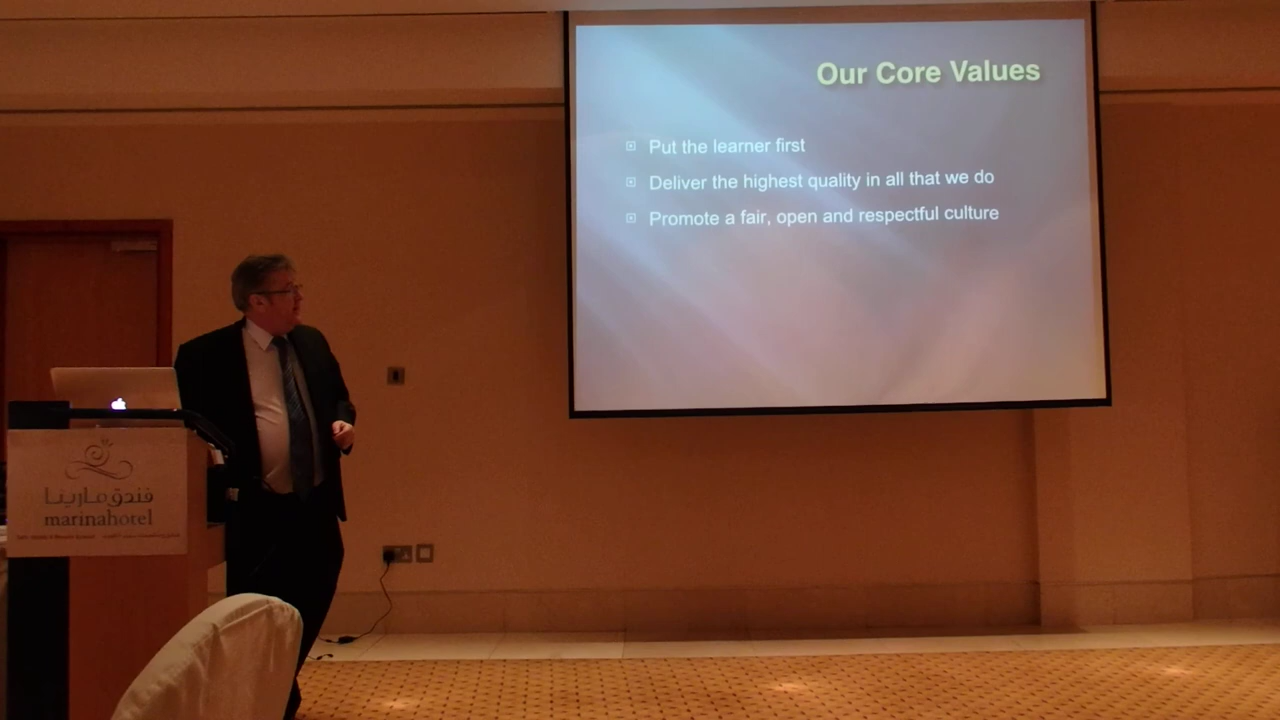 Our Core Values
Put the learner first
Deliver the highest quality in all that we do
Promote a fair, open and respectful culture
فندق مارينا
marinahotel